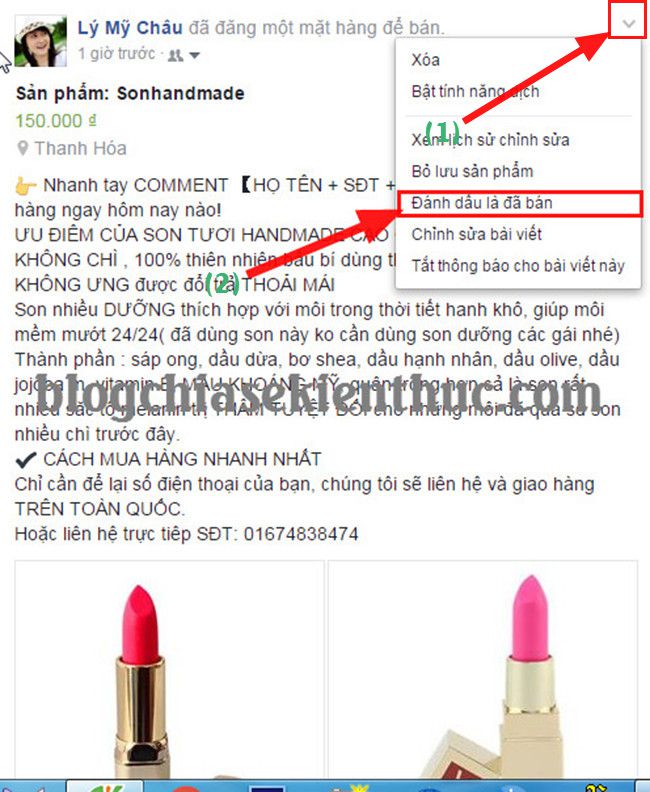 Lý Mỹ Châu đã đăng một mặt hàng để bán.
1 giờ trước
Sản phẩm: Sonhandmade
150.000 ₫
Thanh Hóa
Xóa
Bật tính năng dịch
(1)
Xem lịch sử chỉnh sửa
Bỏ lưu sản phẩm
Đánh dấu là đã bán
Chỉnh sửa bài viết
Tắt thông báo cho bài viết này
(2)
👉 Nhanh tay COMMENT 【HỌ TÊN + SĐT +
hàng ngay hôm nay nào!
ƯU ĐIỂM CỦA SON TƯƠI HANDMADE CAO
KHÔNG CHÌ , 100% thiên nhiên bầu bí dùng
KHÔNG ƯNG được đổi trả THOẢI MÁI
Son nhiều DƯỠNG thích hợp với môi trong thời tiết hanh khô, giúp môi
mềm mướt 24/24( đã dùng son này ko cần dùng son dưỡng các gái nhé)
Thành phần : sáp ong, dầu dừa, bơ shea, dầu hạnh nhân, dầu olive, dầu
vitamin E, MÀU KHOÁNG MỸ, quan trọng hơn cả là son rất
blogchiasekienthuc.com
nhiều sắc tố melanin trị THÂM TUYỆT ĐỐI cho những môi đã qua sử son
nhiều chì trước đây.
✔ CÁCH MUA HÀNG NHANH NHẤT
Chỉ cần để lại số điện thoại của bạn, chúng tôi sẽ liên hệ và giao hàng
TRÊN TOÀN QUỐC.
Hoặc liên hệ trực tiếp SĐT: 01674838474